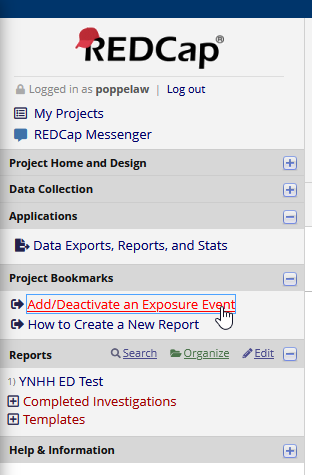 REDCap®
Logged in as poppelaw | Log out
My Projects
REDCap Messenger
Project Home and Design
Data Collection
Applications
Data Exports, Reports, and Stats
Project Bookmarks
Add/Deactivate an Exposure Event
How to Create a New Report
Reports Search Organize Edit
1) YNHH ED Test
Completed Investigations
Templates
Help & Information